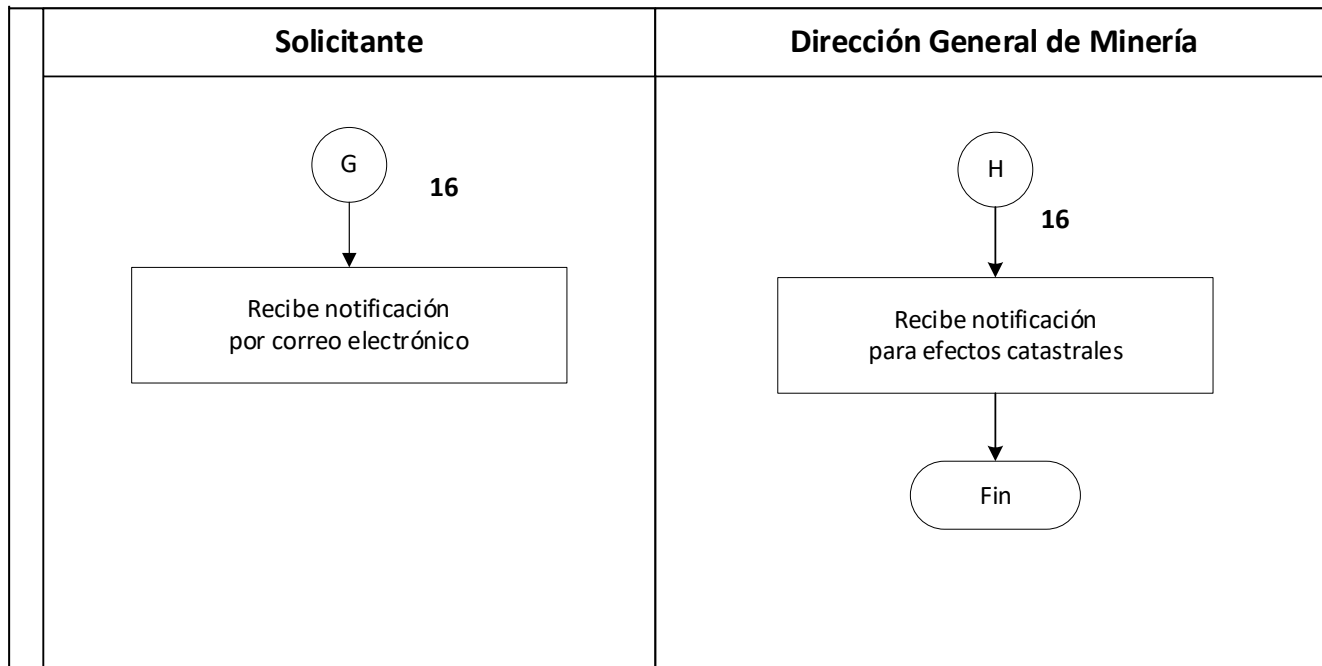 Solicitante
Dirección General de Minería
G
16
Recibe notificación
por correo electrónico
H
16
Recibe notificación
para efectos catastrales
Fin